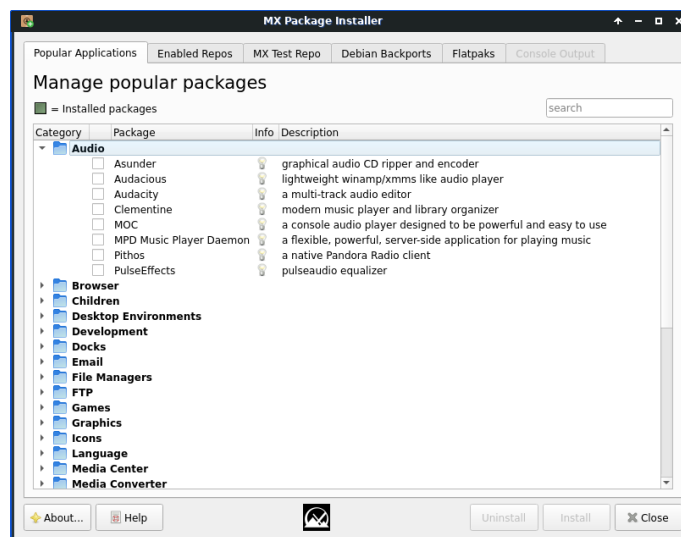 MX Package Installer
Popular Applications Enabled Repos MX Test Repo Debian Backports Flatpaks Console Output
Manage popular packages
= Installed packages
search
Category Package Info Description
Audio
Asunder graphical audio CD ripper and encoder
Audacious lightweight winamp/xmms like audio player
Audacity a multi-track audio editor
Clementine modern music player and library organizer
MOC a console audio player designed to be powerful and easy to use
MPD Music Player Daemon a flexible, powerful, server-side application for playing music
Pithos a native Pandora Radio client
PulseEffects pulseaudio equalizer
Browser
Children
Desktop Environments
Development
Docks
Email
File Managers
FTP
Games
Graphics
Icons
Language
Media Center
Media Converter
About... Help Uninstall Install Close